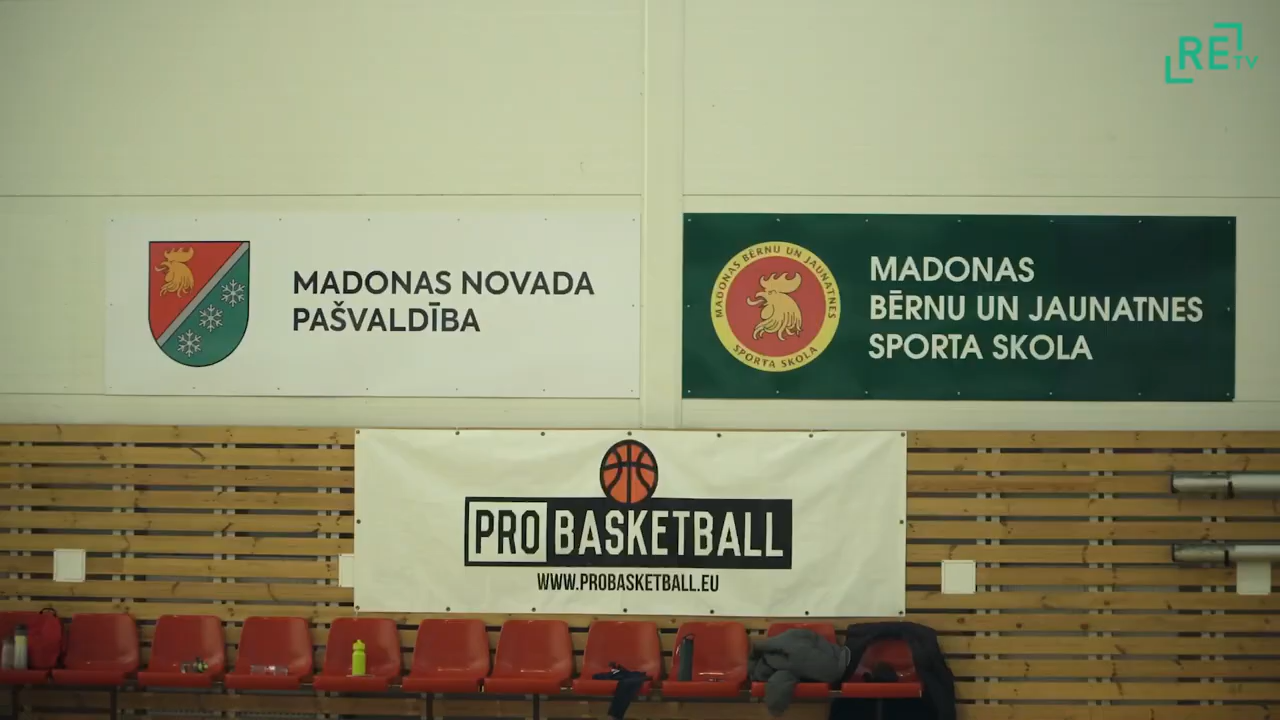 RE TV
MADONAS NOVADA
PAŠVALDĪBA
MADONAS BĒRNU UN JAUNATNES
SPORTA SKOLA
MADONAS
BĒRNU UN JAUNATNES
SPORTA SKOLA
PRO BASKETBALL
WWW.PROBASKETBALL.EU